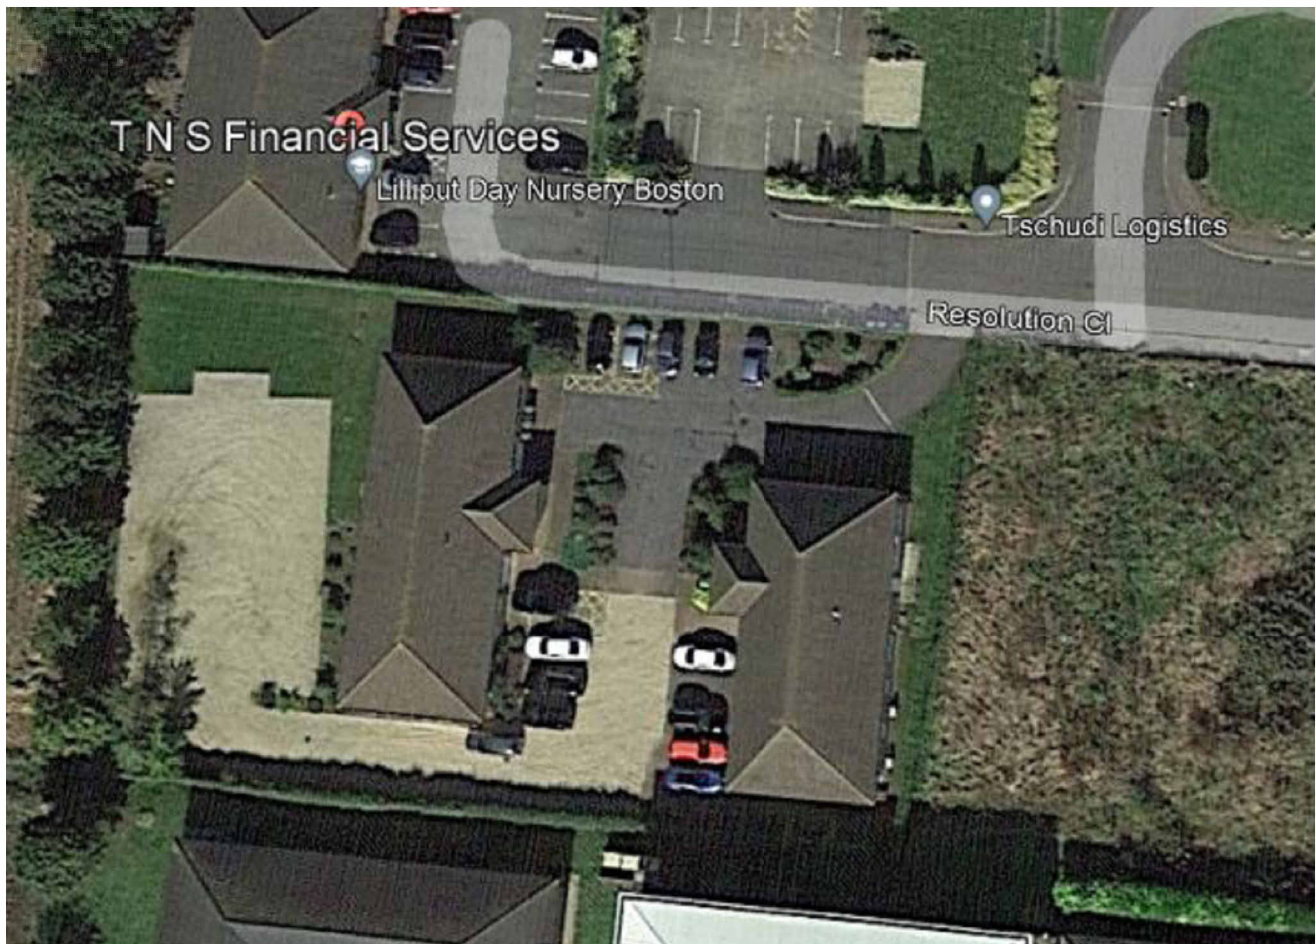 T N S Financial Services
Lilliput Day Nursery Boston
Tschudi Logistics
Resolution Cl